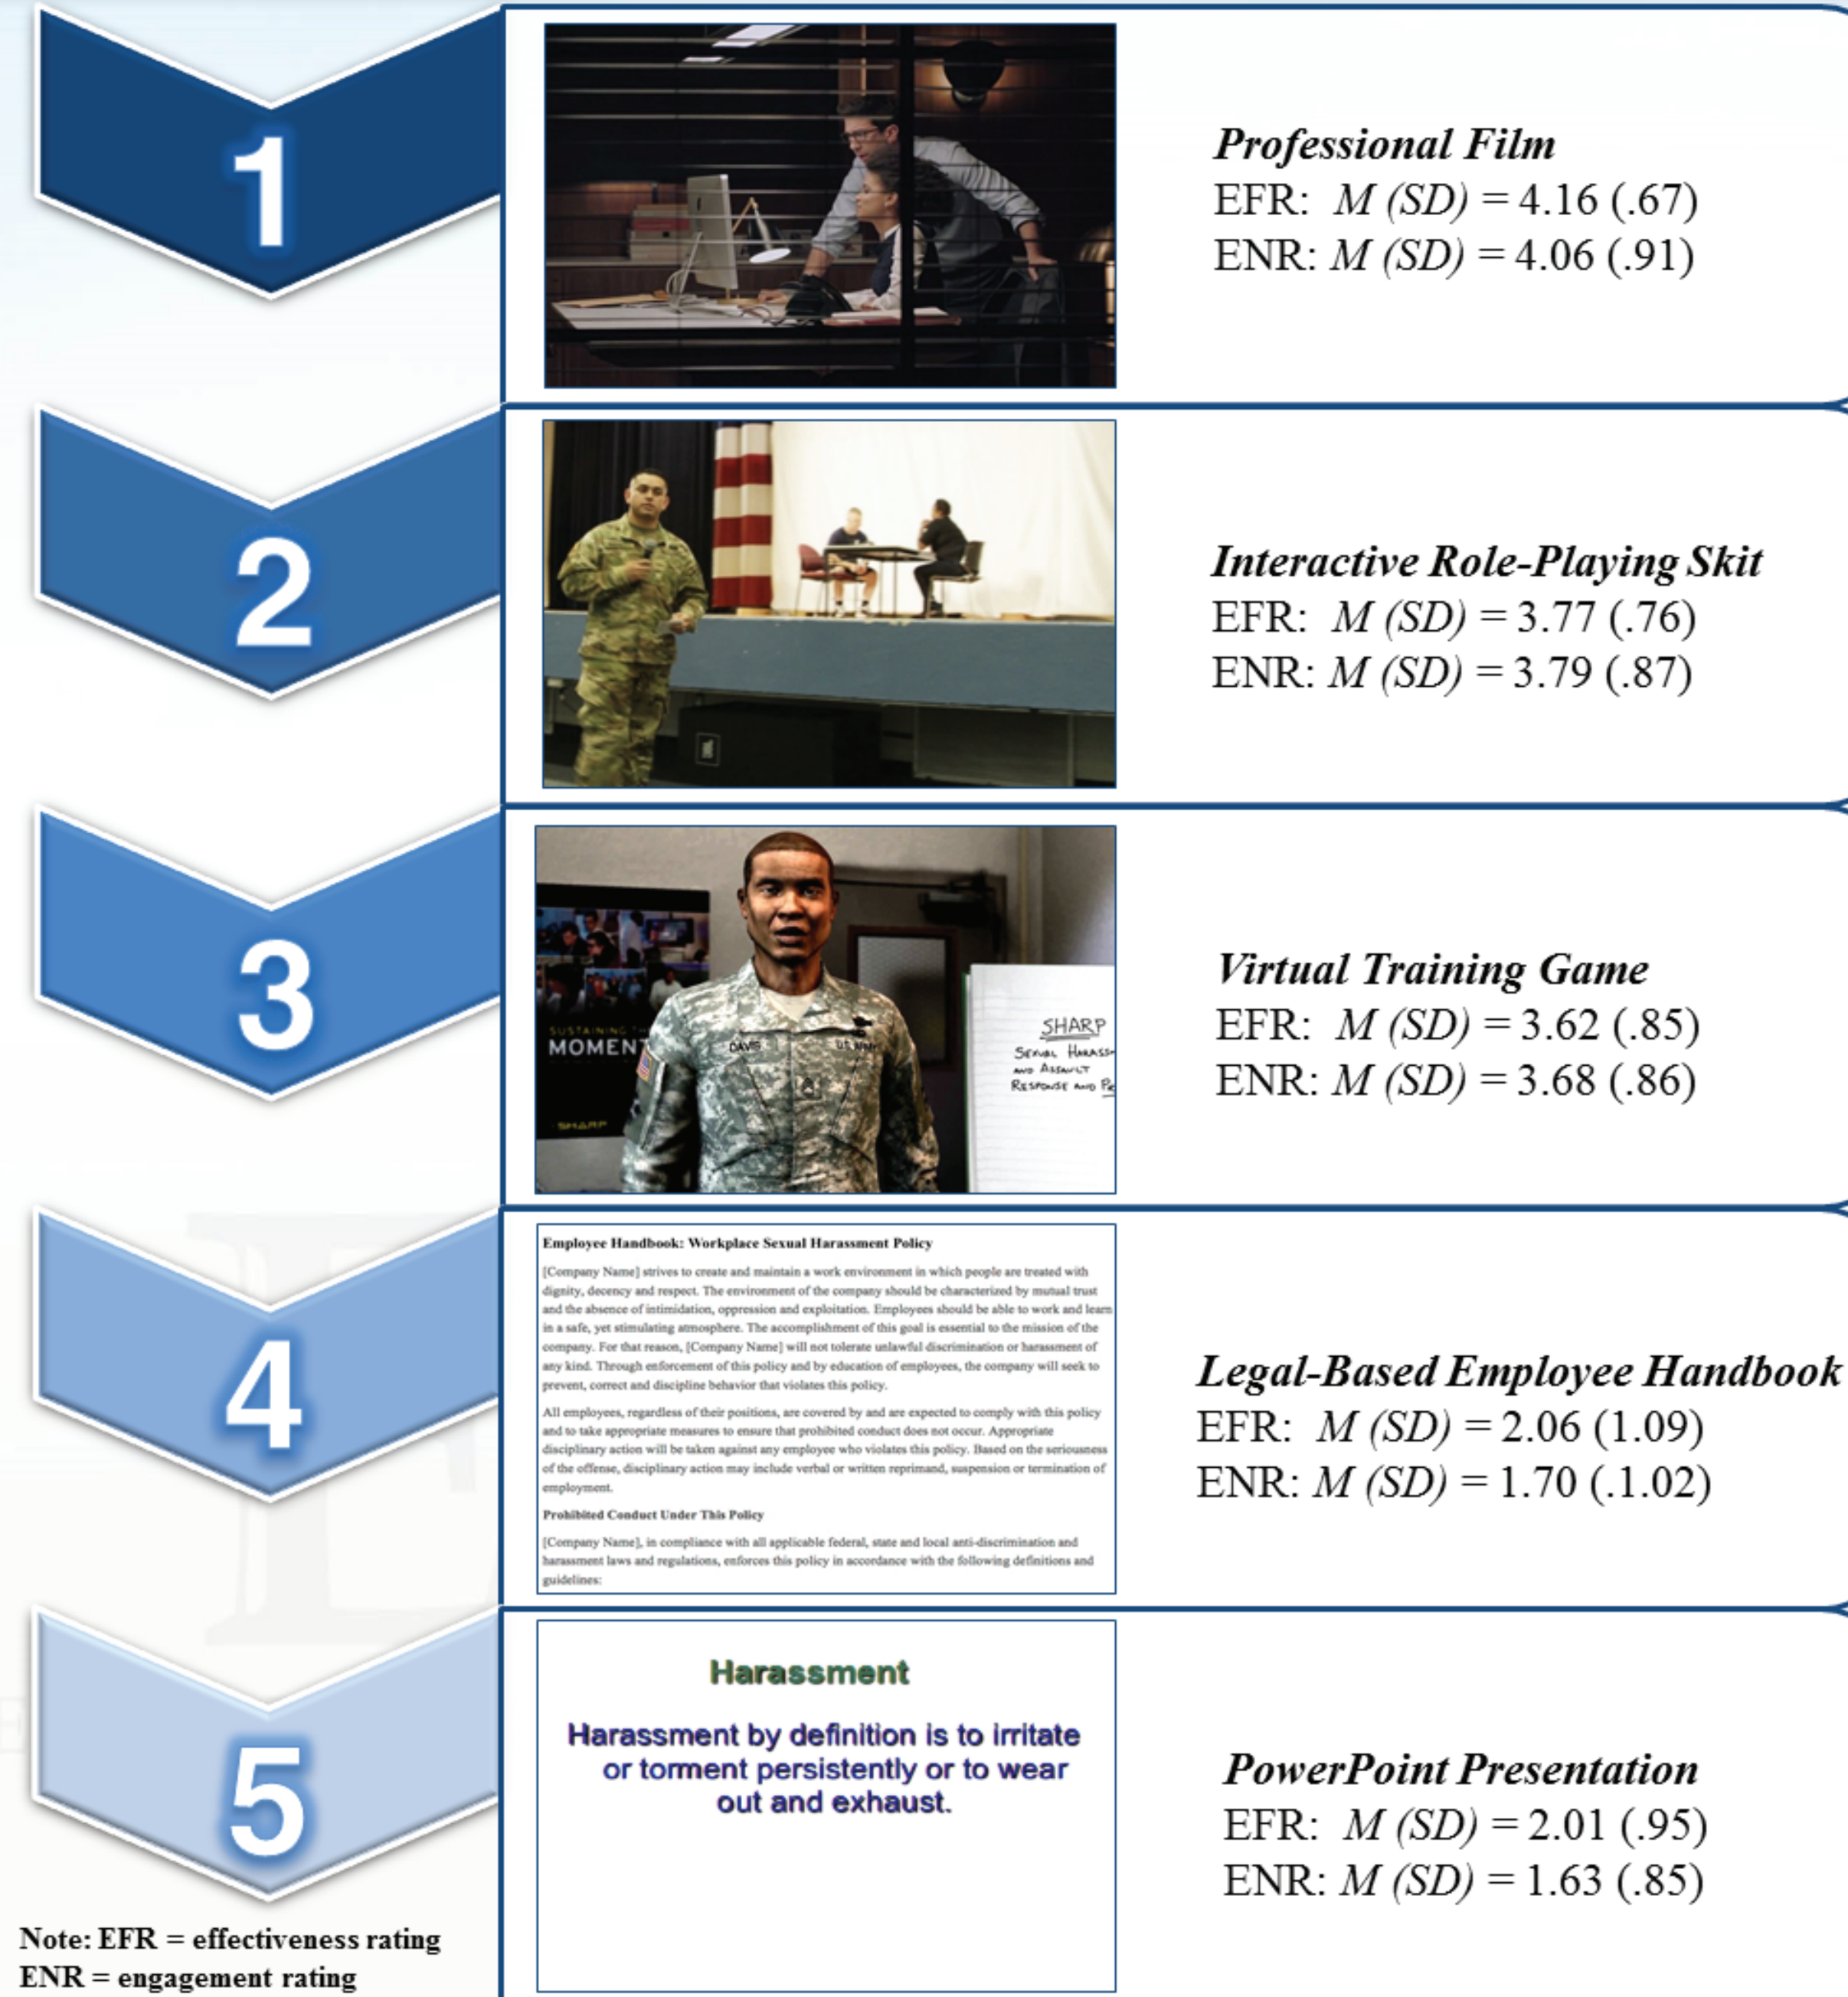 1
Professional Film
EFR: M (SD) = 4.16 (.67)
ENR: M (SD) = 4.06 (.91)
2
Interactive Role-Playing Skit
EFR: M (SD) = 3.77 (.76)
ENR: M (SD) = 3.79 (.87)
3
SUSTAINING
MOMENT
SHARP
DAVIS
U.S. ARMY
SHARP
SEXUAL HARASS
AND ASSAULT
RESPONSE AND
Virtual Training Game
EFR: M (SD) = 3.62 (.85)
ENR: M (SD) = 3.68 (.86)
4
Employee Handbook: Workplace Sexual Harassment Policy
[Company Name] strives to create and maintain a work environment in which people are treated with
dignity, decency and respect. The environment of the company should be characterized by mutual trust
and the absence of intimidation, oppression and exploitation. Employees should be able to work and learn
in a safe, yet stimulating atmosphere. The accomplishment of this goal is essential to the mission of the
company. For that reason, [Company Name] will not tolerate unlawful discrimination or harassment of
any kind. Through enforcement of this policy and by education of employees, the company will seek to
prevent, correct and discipline behavior that violates this policy.
All employees, regardless of their positions, are covered by and are expected to comply with this policy
and to take appropriate measures to ensure that prohibited conduct does not occur. Appropriate
disciplinary action will be taken against any employee who violates this policy. Based on the seriousness
of the offense, disciplinary action may include verbal or written reprimand, suspension or termination of
employment.
Prohibited Conduct Under This Policy
[Company Name], in compliance with all applicable federal, state and local anti-discrimination and
harassment laws and regulations, enforces this policy in accordance with the following definitions and
guidelines:
Legal-Based Employee Handbook
EFR: M (SD) = 2.06 (1.09)
ENR: M (SD) = 1.70 (.1.02)
5
Harassment
Harassment by definition is to irritate
or torment persistently or to wear
out and exhaust.
PowerPoint Presentation
EFR: M (SD) = 2.01 (.95)
ENR: M (SD) = 1.63 (.85)
Note: EFR = effectiveness rating
ENR = engagement rating